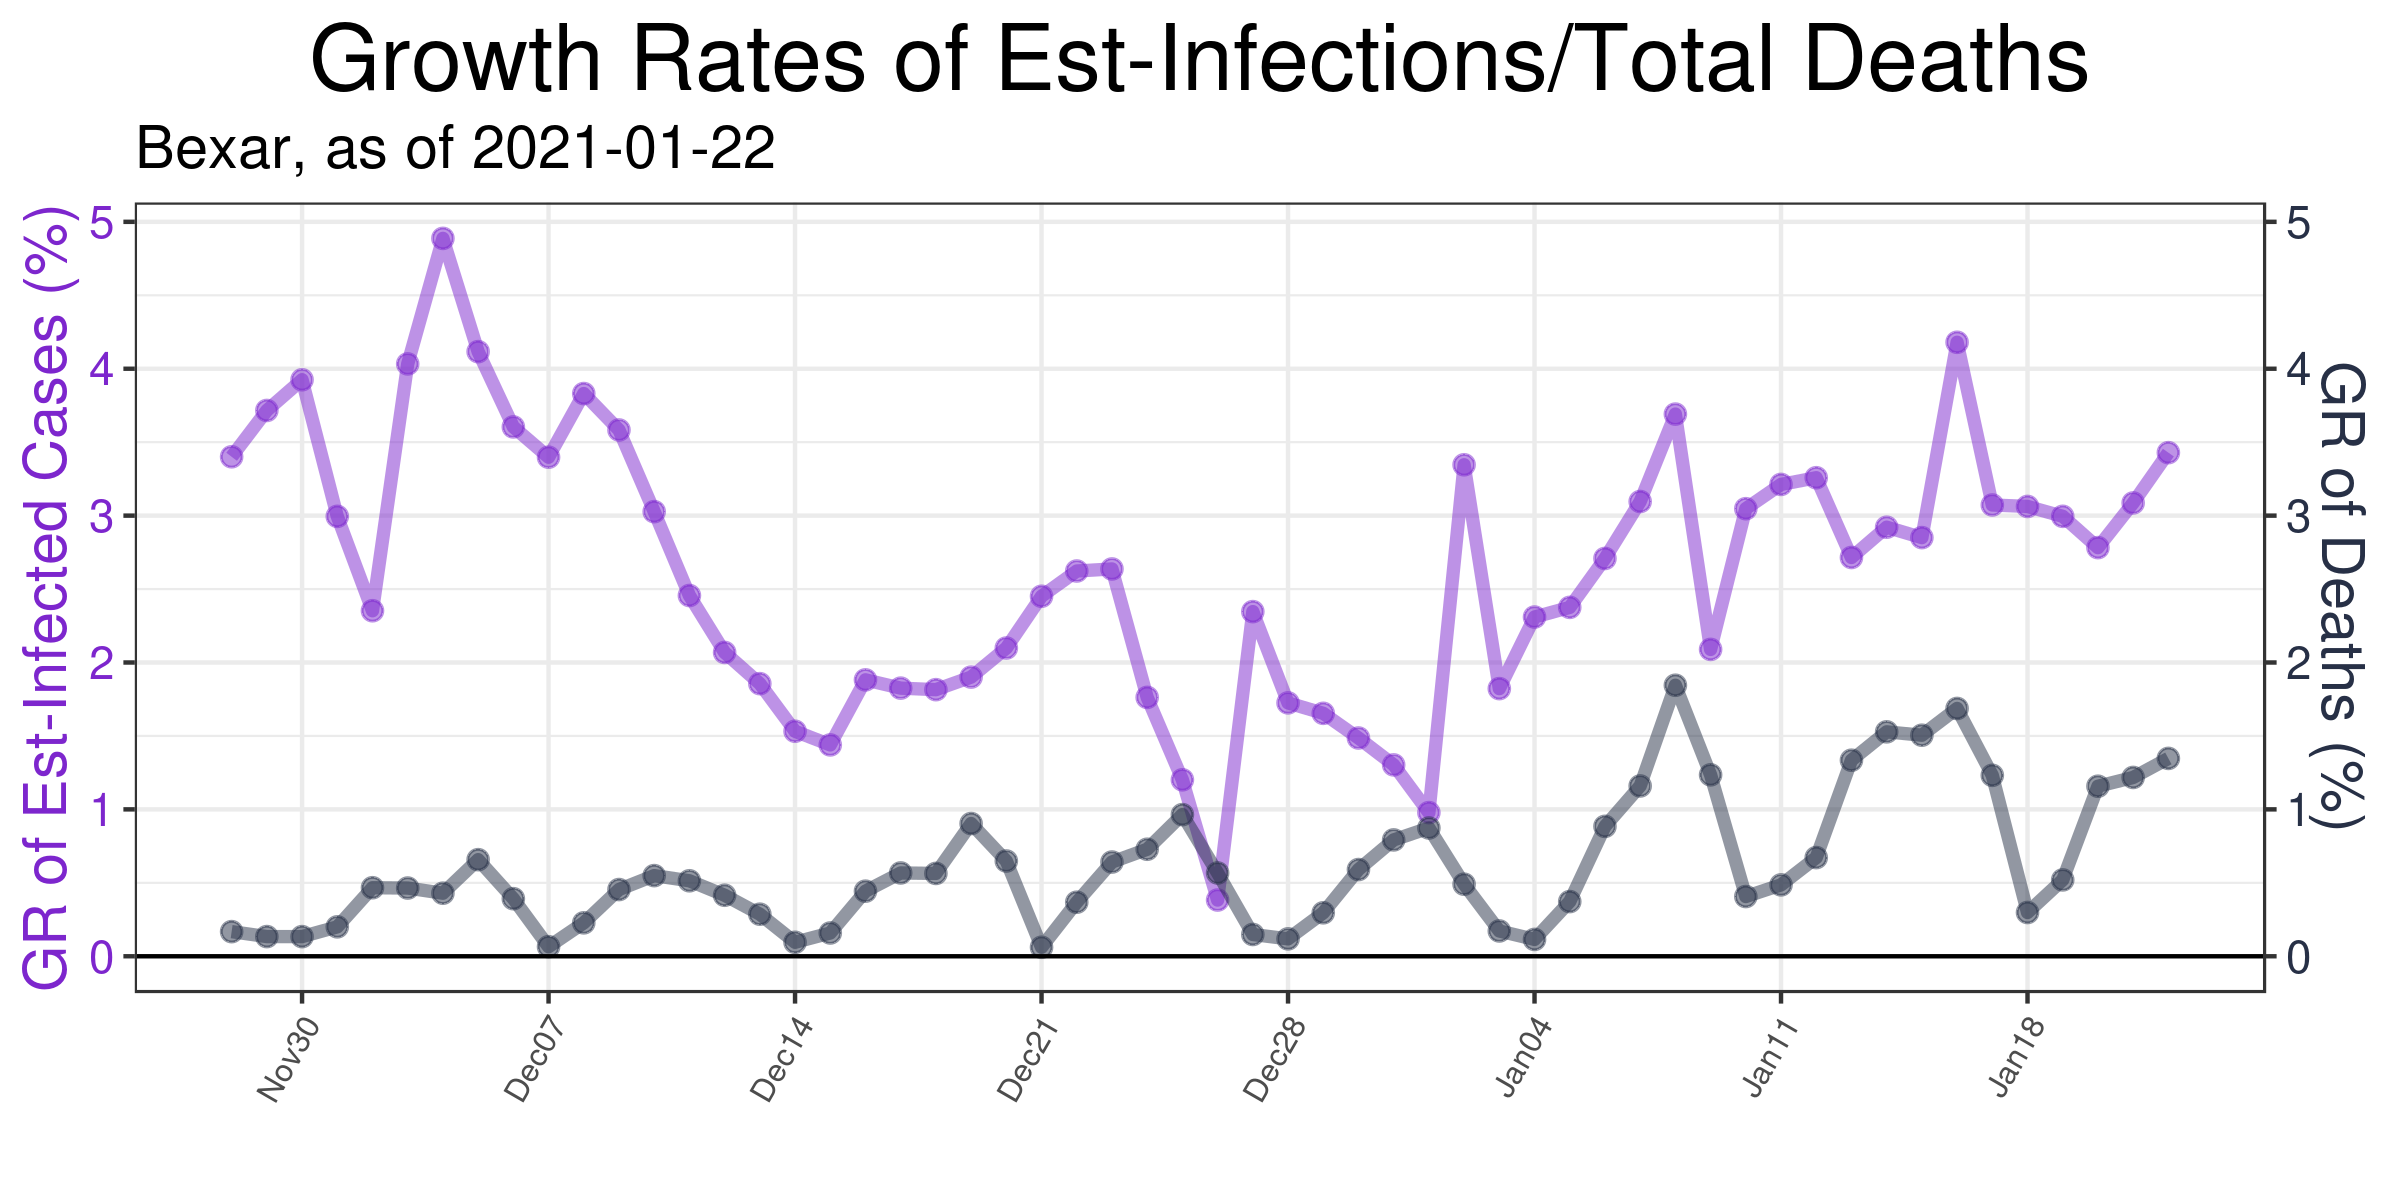 Growth Rates of Est-Infections/Total Deaths
Bexar, as of 2021-01-22
GR of Est-Infected Cases (%)
5
4
3
2
1
0
5
4
3
2
1
0
GR of Deaths (%)
Nov30
Dec07
Dec14
Dec21
Dec28
Jan04
Jan11
Jan18